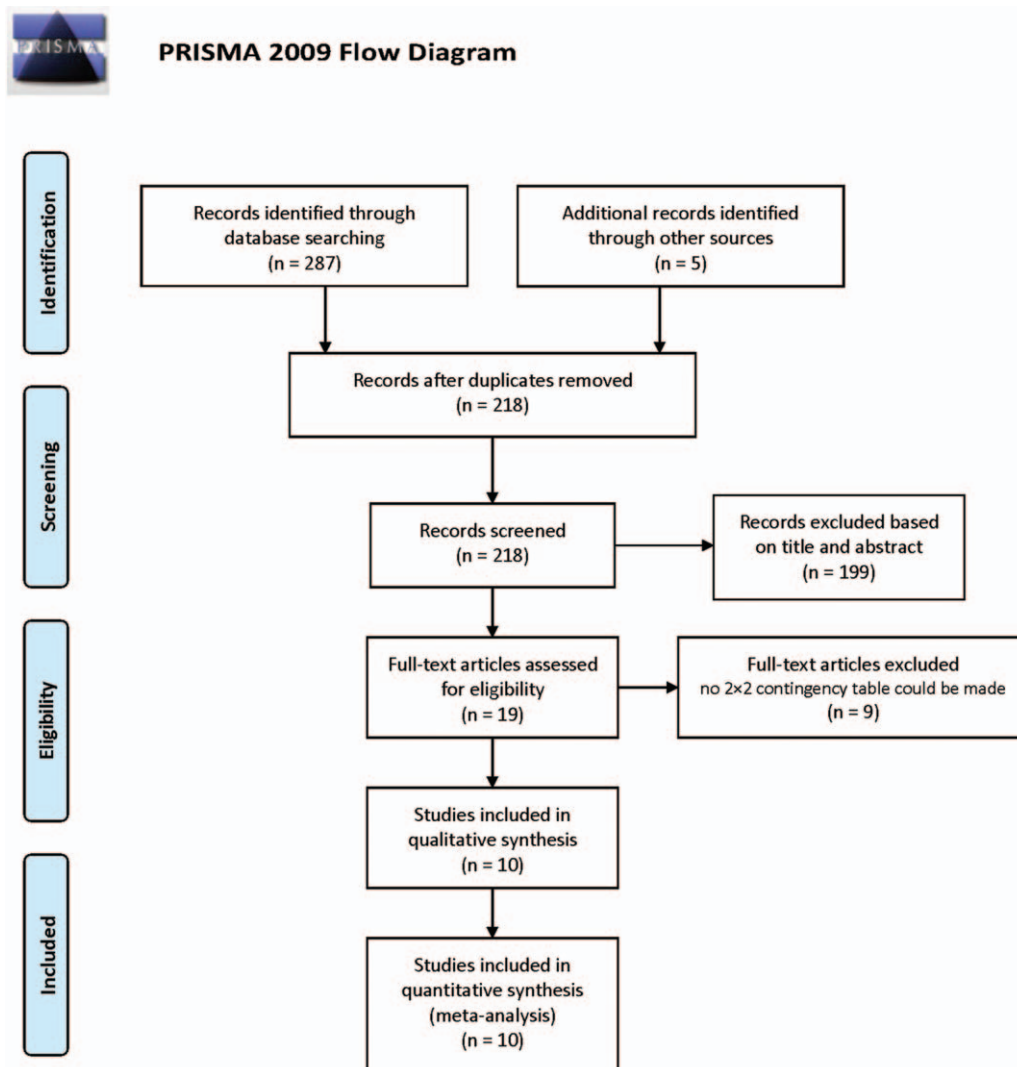 PRISMA
PRISMA 2009 Flow Diagram
Identification
Records identified through
database searching
(n = 287)
Additional records identified
through other sources
(n = 5)
Records after duplicates removed
(n = 218)
Screening
Records screened
(n = 218)
Records excluded based
on title and abstract
(n = 199)
Eligibility
Full-text articles assessed
for eligibility
(n = 19)
Full-text articles excluded
no 2×2 contingency table could be made
(n = 9)
Studies included in
qualitative synthesis
(n = 10)
Included
Studies included in
quantitative synthesis
(meta-analysis)
(n = 10)